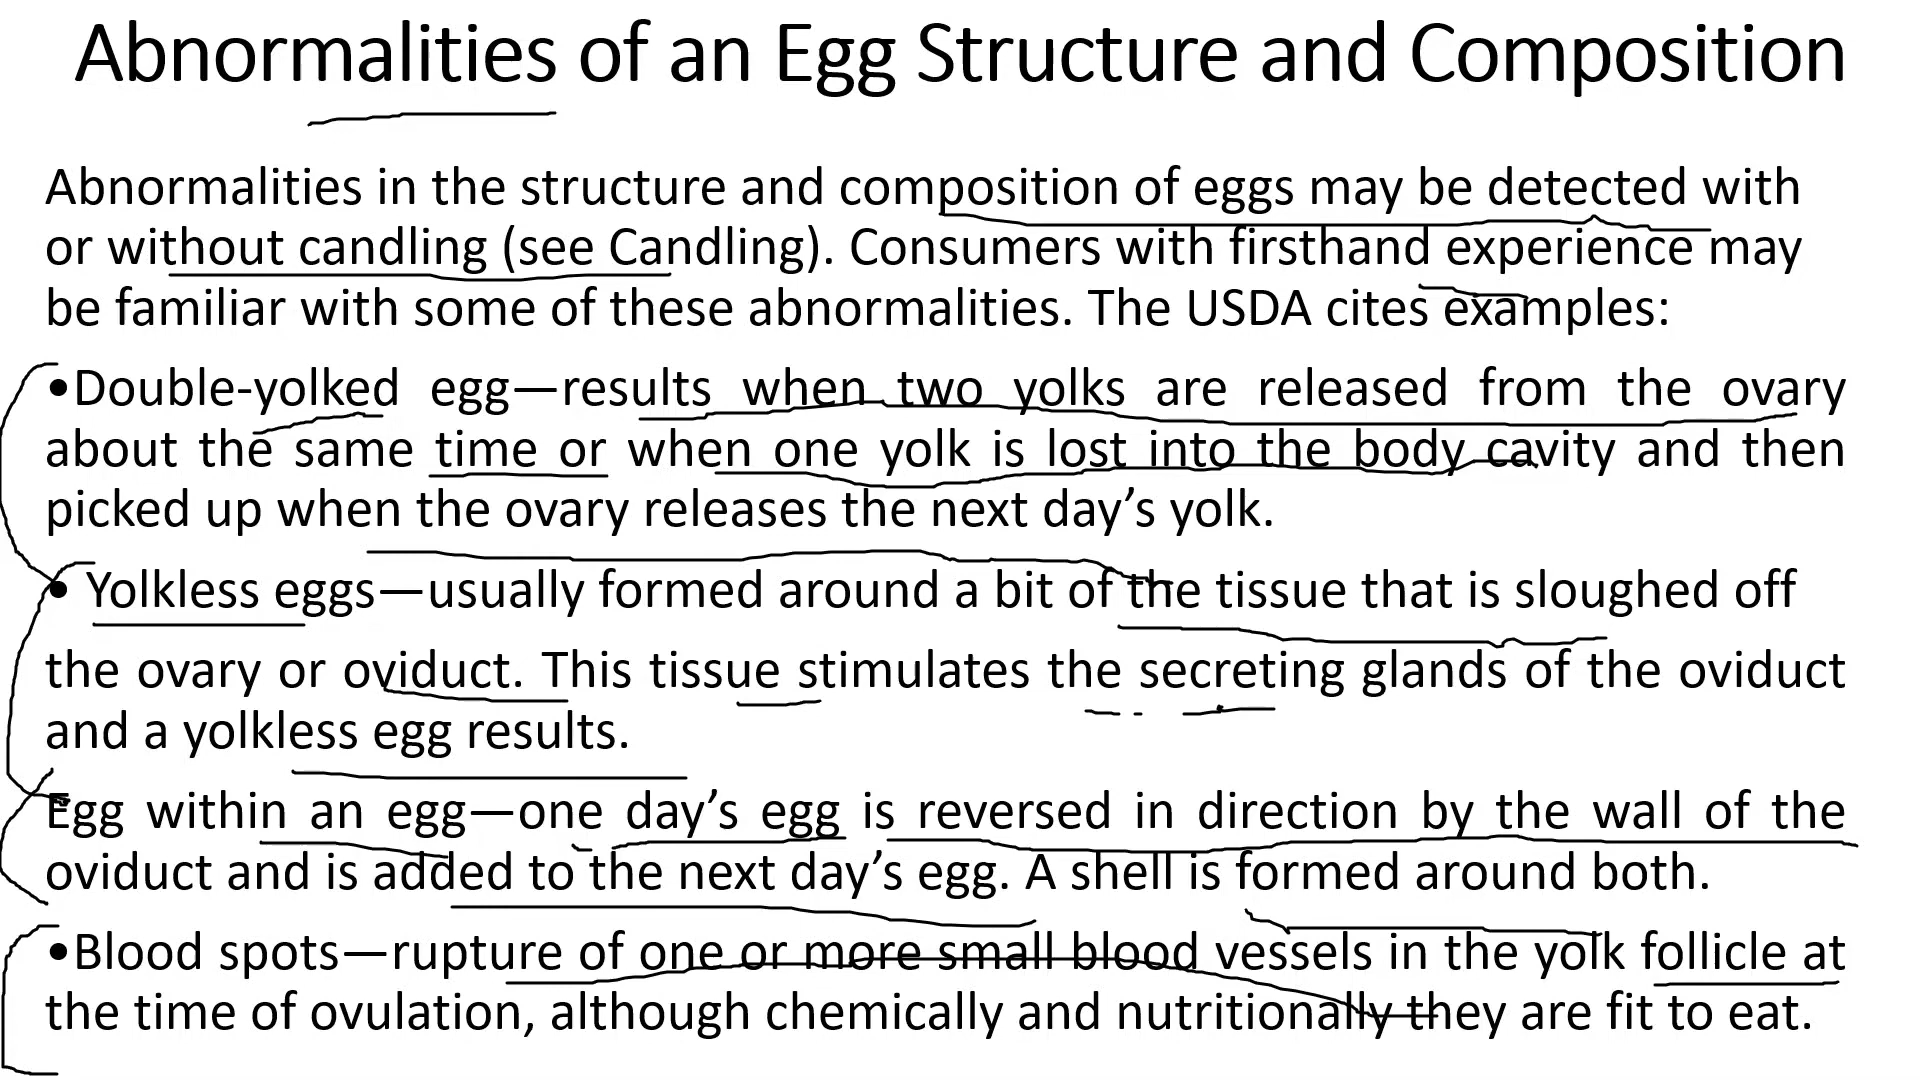 Abnormalities of an Egg Structure and Composition
Abnormalities in the structure and composition of eggs may be detected with
or without candling (see Candling). Consumers with firsthand experience may
be familiar with some of these abnormalities. The USDA cites examples:
•Double-yolked egg—results when two yolks are released from the ovary
about the same time or when one yolk is lost into the body cavity and then
picked up when the ovary releases the next day’s yolk.
• Yolkless eggs—usually formed around a bit of the tissue that is sloughed off
the ovary or oviduct. This tissue stimulates the secreting glands of the oviduct
and a yolkless egg results.
Egg within an egg—one day’s egg is reversed in direction by the wall of the
oviduct and is added to the next day’s egg. A shell is formed around both.
•Blood spots—rupture of one or more small blood vessels in the yolk follicle at
the time of ovulation, although chemically and nutritionally they are fit to eat.